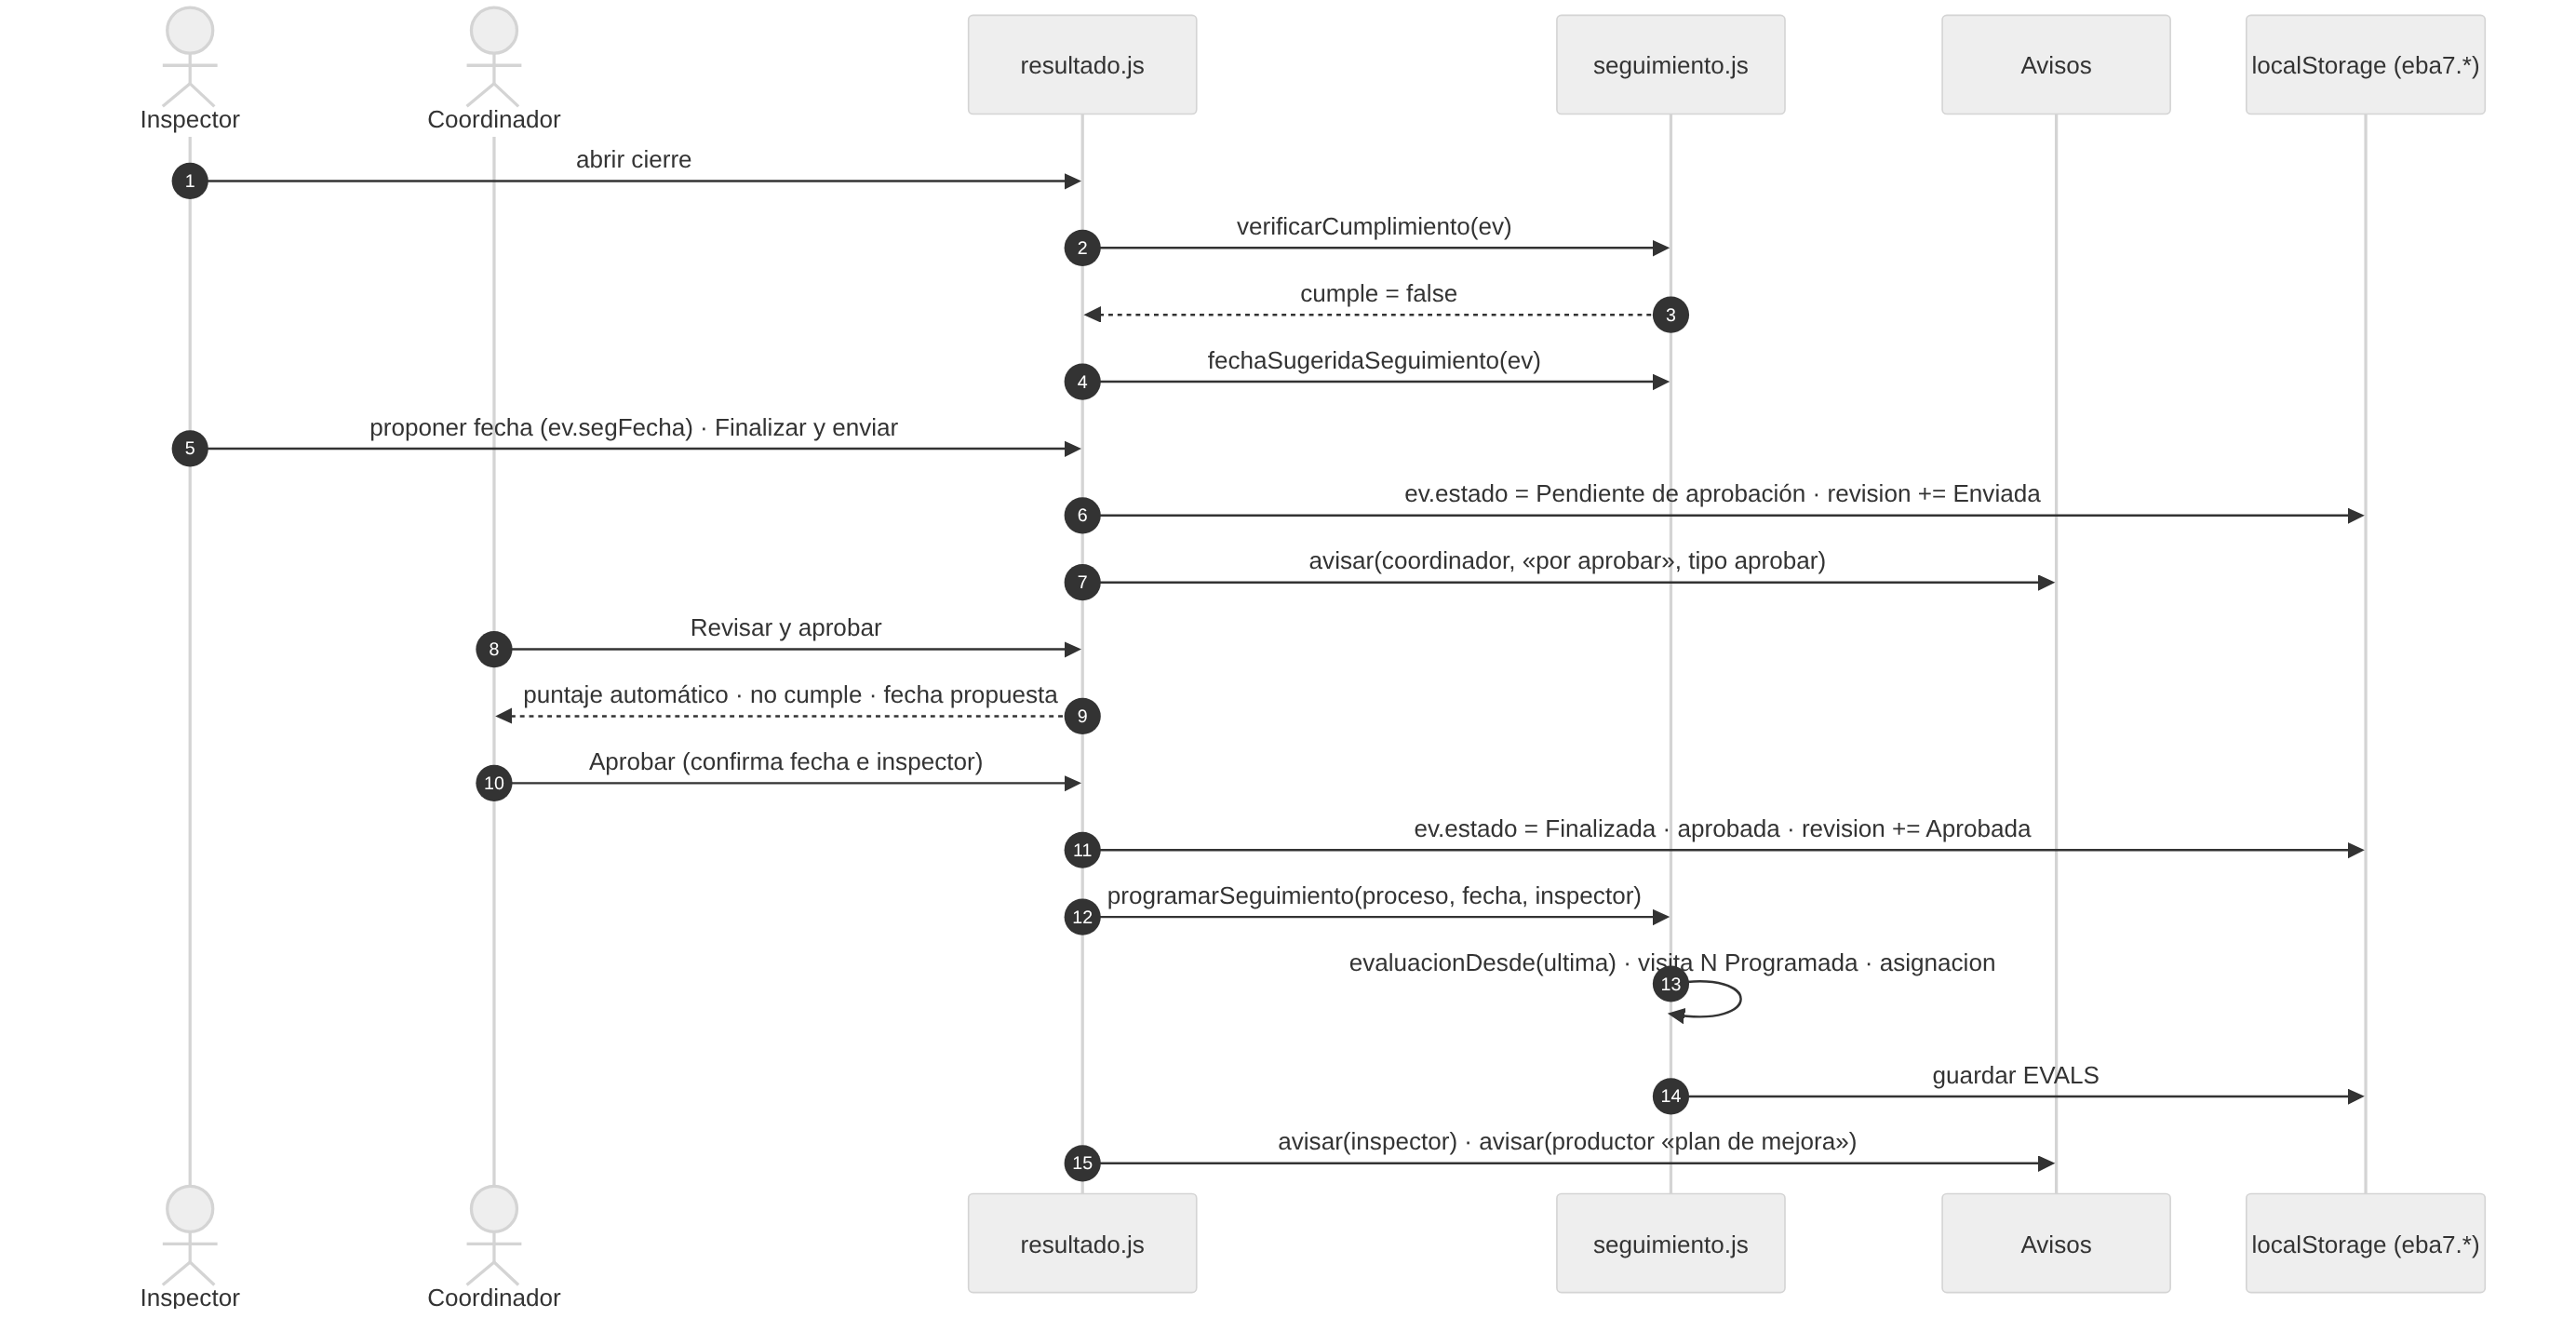 Inspector
Coordinador
resultado.js
seguimiento.js
Avisos
localStorage (eba7.*)
abrir cierre
1
verificarCumplimiento(ev)
2
cumple = false
3
fechaSugeridaSeguimiento(ev)
4
proponer fecha (ev.segFecha) · Finalizar y enviar
5
ev.estado = Pendiente de aprobación · revision += Enviada
6
avisar(coordinador, «por aprobar», tipo aprobar)
7
Revisar y aprobar
8
puntaje automático · no cumple · fecha propuesta
9
Aprobar (confirma fecha e inspector)
10
ev.estado = Finalizada · aprobada · revision += Aprobada
11
programarSeguimiento(proceso, fecha, inspector)
12
evaluacionDesde(ultima) · visita N Programada · asignacion
13
guardar EVALS
14
avisar(inspector) · avisar(productor «plan de mejora»)
15
resultado.js
seguimiento.js
Avisos
localStorage (eba7.*)
Inspector
Coordinador